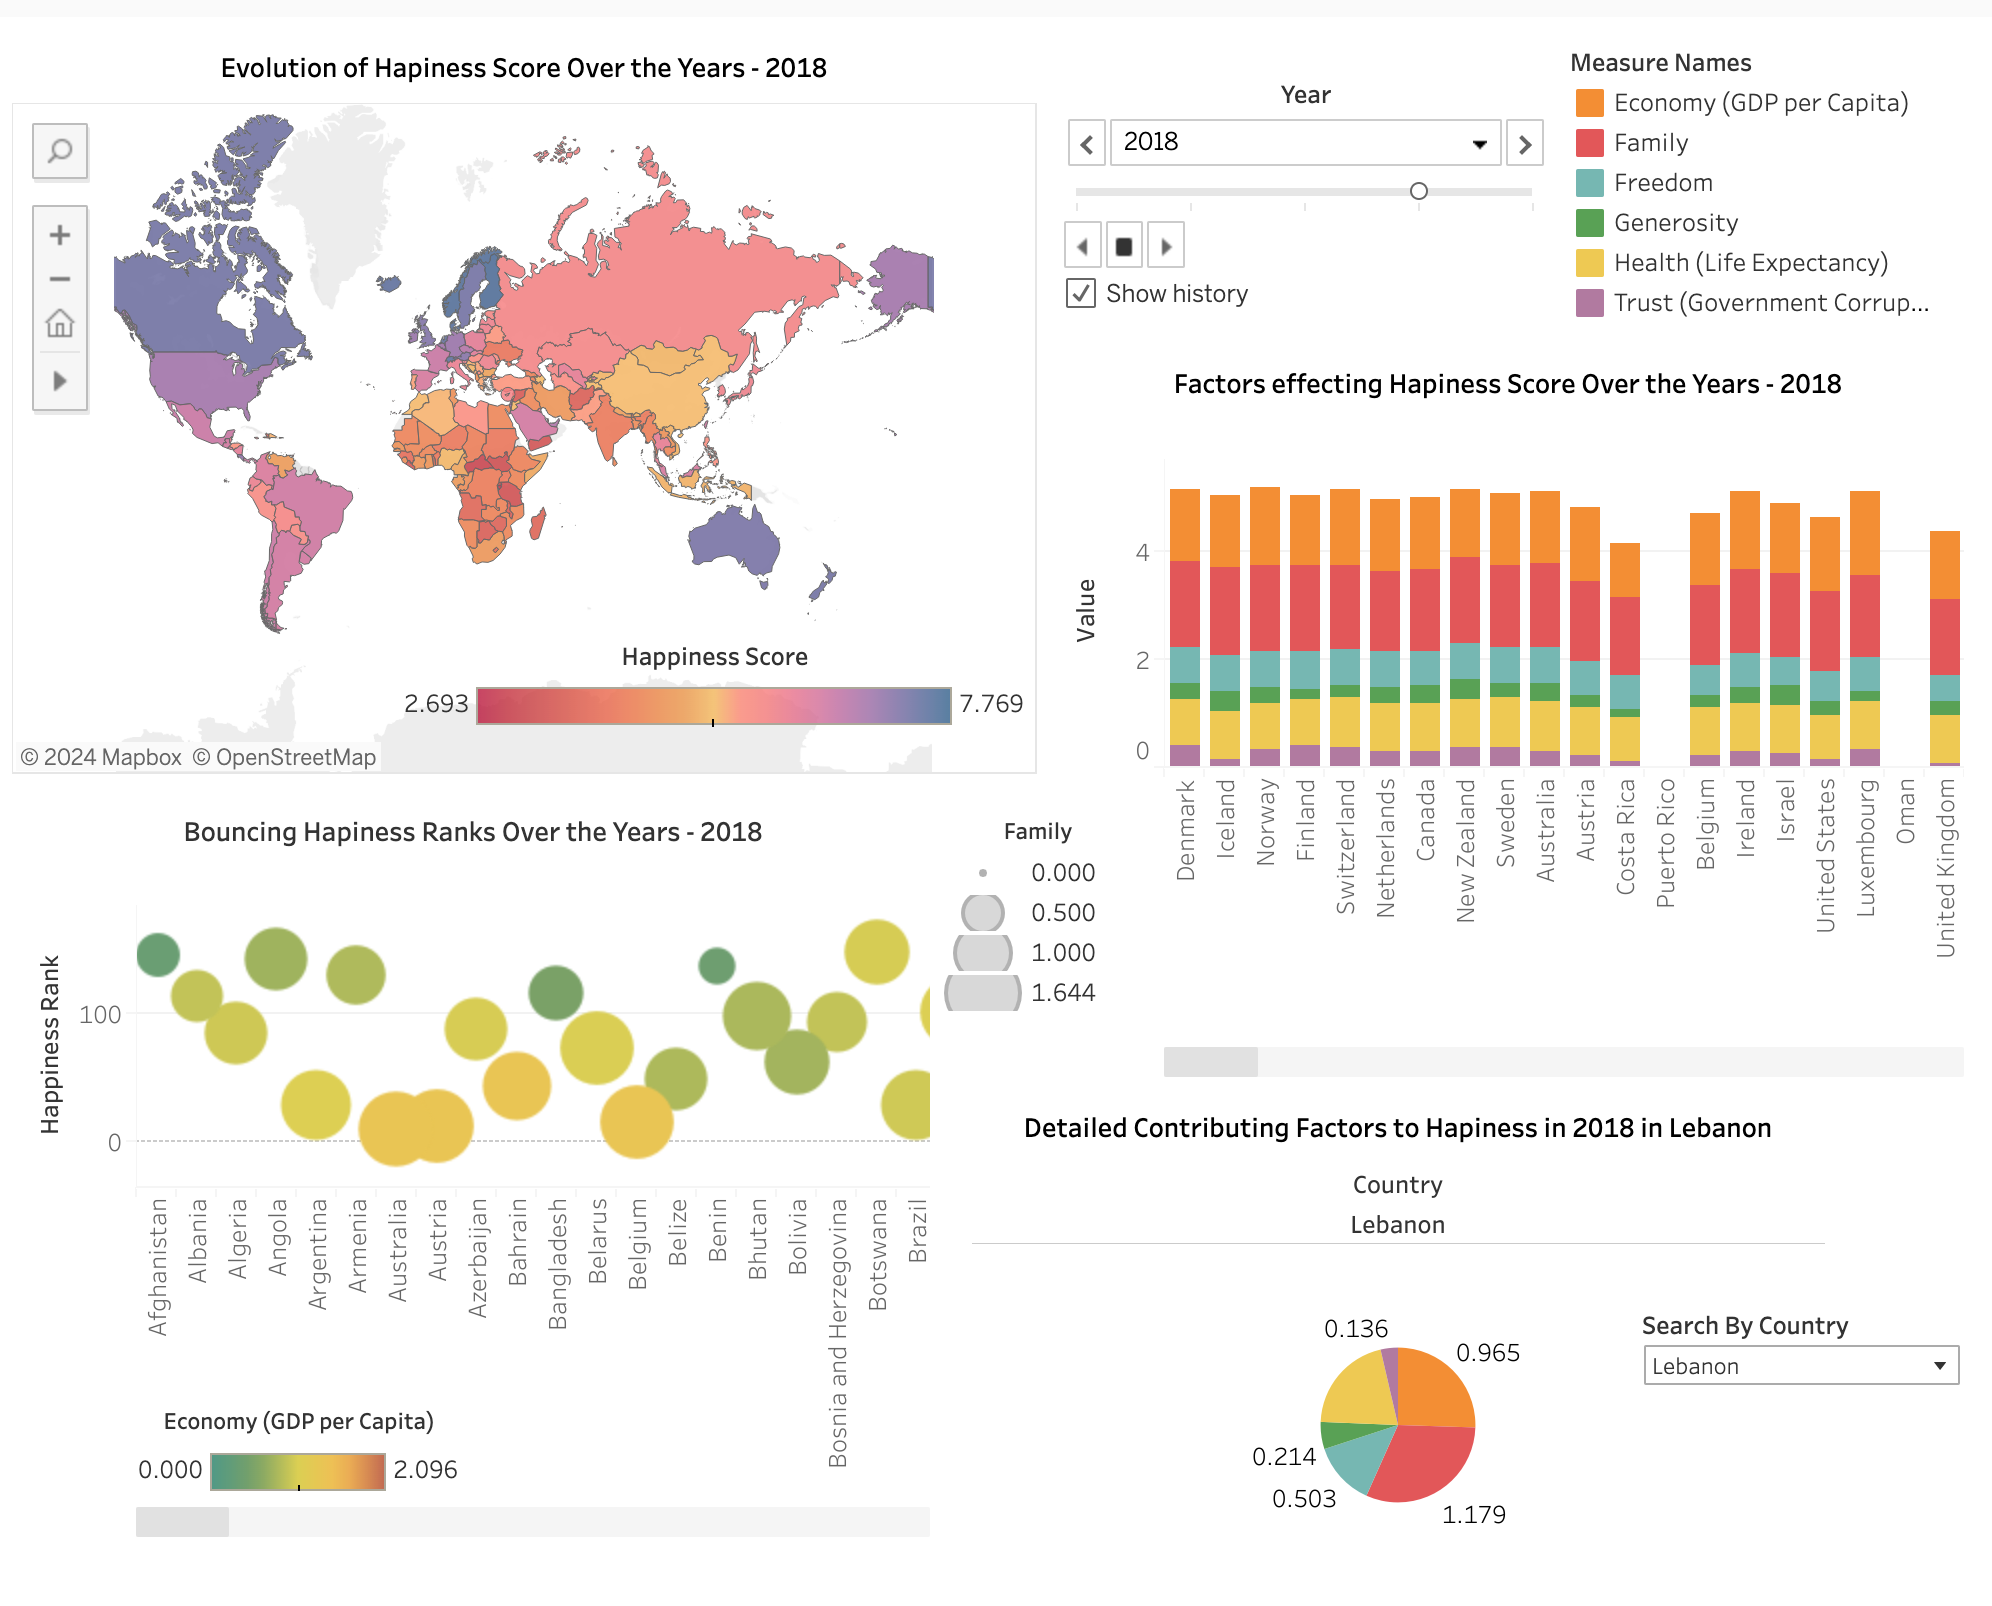 Evolution of Hapiness Score Over the Years - 2018
Happiness Score
2.693
7.769
© 2024 Mapbox © OpenStreetMap
Year
2018
Show history
Measure Names
Economy (GDP per Capita)
Family
Freedom
Generosity
Health (Life Expectancy)
Trust (Government Corrup...
Factors effecting Hapiness Score Over the Years - 2018
Value
4
2
0
Denmark
Iceland
Norway
Finland
Switzerland
Netherlands
Canada
New Zealand
Sweden
Australia
Austria
Costa Rica
Puerto Rico
Belgium
Ireland
Israel
United States
Luxembourg
Oman
United Kingdom
Bouncing Hapiness Ranks Over the Years - 2018
Happiness Rank
100
0
Afghanistan
Albania
Algeria
Angola
Argentina
Armenia
Australia
Austria
Azerbaijan
Bahrain
Bangladesh
Belarus
Belgium
Belize
Benin
Bhutan
Bolivia
Bosnia and Herzegovina
Botswana
Brazil
Family
0.000
0.500
1.000
1.644
Economy (GDP per Capita)
0.000
2.096
Detailed Contributing Factors to Hapiness in 2018 in Lebanon
Country
Lebanon
0.136
0.965
0.214
0.503
1.179
Search By Country
Lebanon